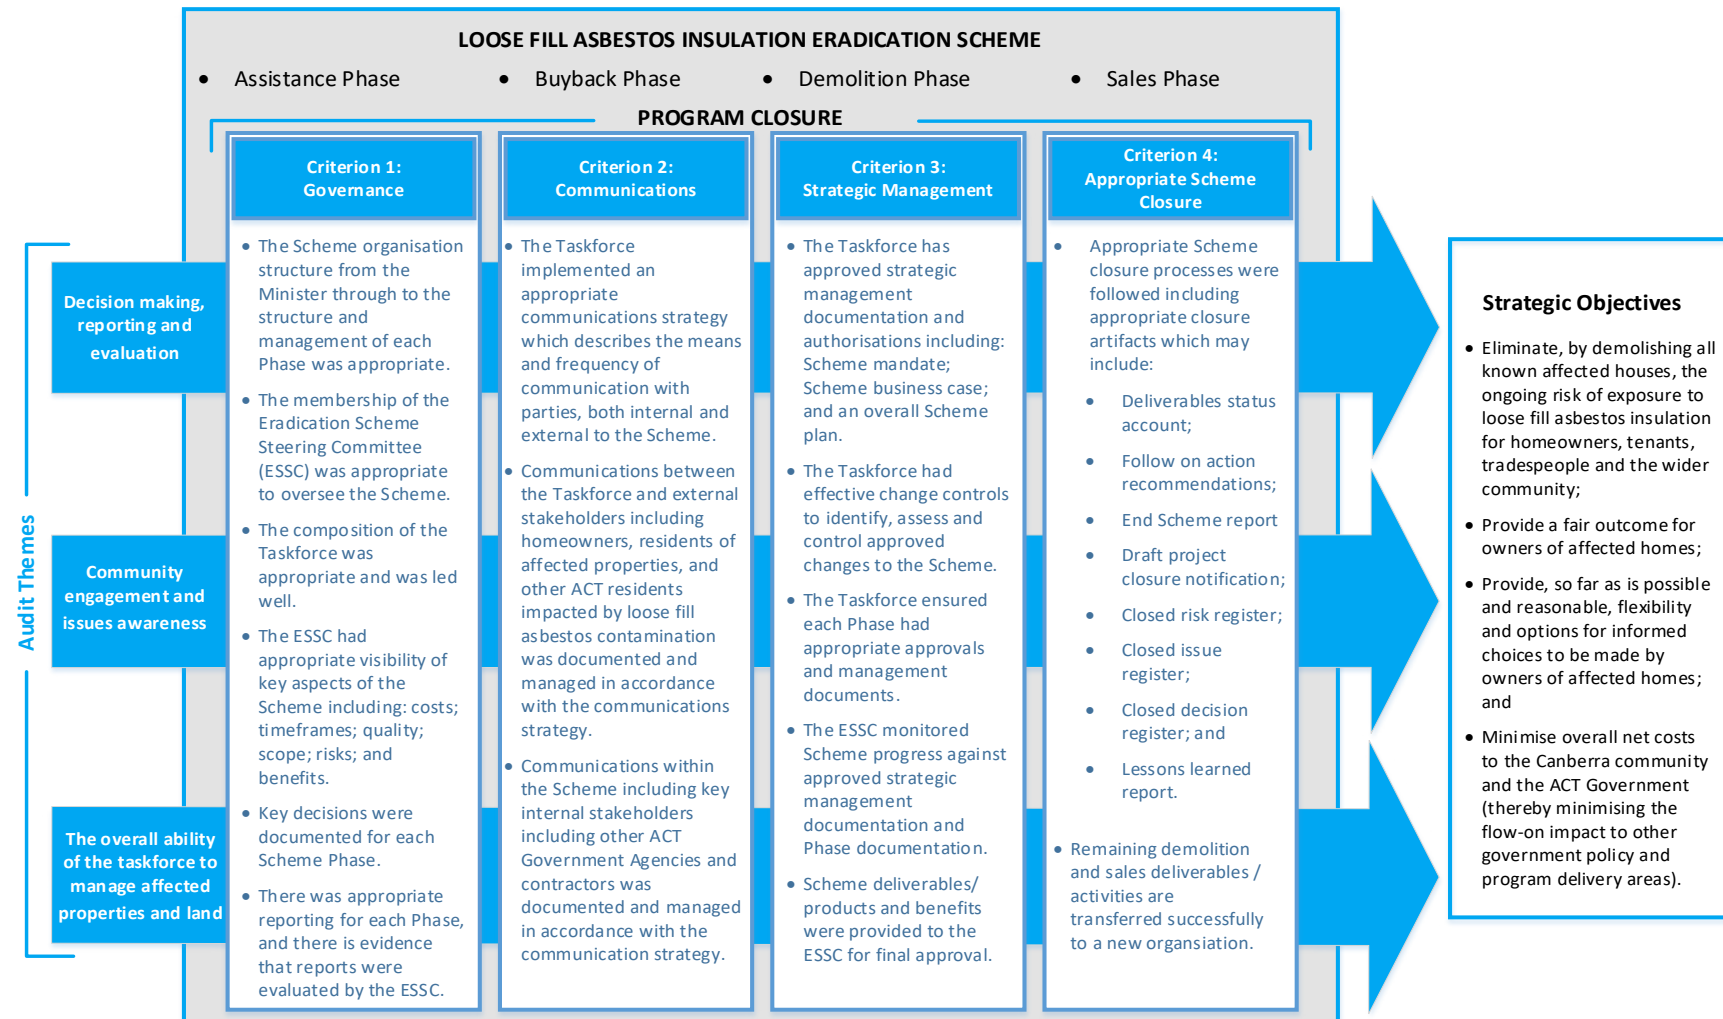 LOOSE FILL ASBESTOS INSULATION ERADICATION SCHEME
• Assistance Phase
• Buyback Phase
• Demolition Phase
• Sales Phase
PROGRAM CLOSURE
Audit Themes
Decision making,
reporting and
evaluation
Community
engagement and
issues awareness
The overall ability
of the taskforce to
manage affected
properties and land
Criterion 1:
Governance
• The Scheme organisation
structure from the
Minister through to the
structure and
management of each
Phase was appropriate.
• The membership of the
Eradication Scheme
Steering Committee
(ESSC) was appropriate
to oversee the Scheme.
• The composition of the
Taskforce was
appropriate and was led
well.
• The ESSC had
appropriate visibility of
key aspects of the
Scheme including: costs;
timeframes; quality;
scope; risks; and
benefits.
• Key decisions were
documented for each
Scheme Phase.
• There was appropriate
reporting for each Phase,
and there is evidence
that reports were
evaluated by the ESSC.
Criterion 2:
Communications
• The Taskforce
implemented an
appropriate
communications strategy
which describes the means
and frequency of
communication with
parties, both internal and
external to the Scheme.
• Communications between
the Taskforce and external
stakeholders including
homeowners, residents of
affected properties, and
other ACT residents
impacted by loose fill
asbestos contamination
was documented and
managed in accordance
with the communications
strategy.
• Communications within
the Scheme including key
internal stakeholders
including other ACT
Government Agencies and
contractors was
documented and managed
in accordance with the
communication strategy.
Criterion 3:
Strategic Management
• The Taskforce has
approved strategic
management
documentation and
authorisations including:
Scheme mandate;
Scheme business case;
and an overall Scheme
plan.
• The Taskforce had
effective change controls
to identify, assess and
control approved
changes to the Scheme.
• The Taskforce ensured
each Phase had
appropriate approvals
and management
documents.
• The ESSC monitored
Scheme progress against
approved strategic
management
documentation and
Phase documentation.
• Scheme deliverables/
products and benefits
were provided to the
ESSC for final approval.
Criterion 4:
Appropriate Scheme
Closure
• Appropriate Scheme
closure processes were
followed including
appropriate closure
artifacts which may
include:
• Deliverables status
account;
• Follow on action
recommendations;
• End Scheme report
• Draft project
closure notification;
• Closed risk register;
• Closed issue
register;
• Closed decision
register; and
• Lessons learned
report.
• Remaining demolition
and sales deliverables /
activities are
transferred successfully
to a new organsiation.
Strategic Objectives
• Eliminate, by demolishing all
known affected houses, the
ongoing risk of exposure to
loose fill asbestos insulation
for homeowners, tenants,
tradespeople and the wider
community;
• Provide a fair outcome for
owners of affected homes;
• Provide, so far as is possible
and reasonable, flexibility
and options for informed
choices to be made by
owners of affected homes;
and
• Minimise overall net costs
to the Canberra community
and the ACT Government
(thereby minimising the
flow-on impact to other
government policy and
program delivery areas).